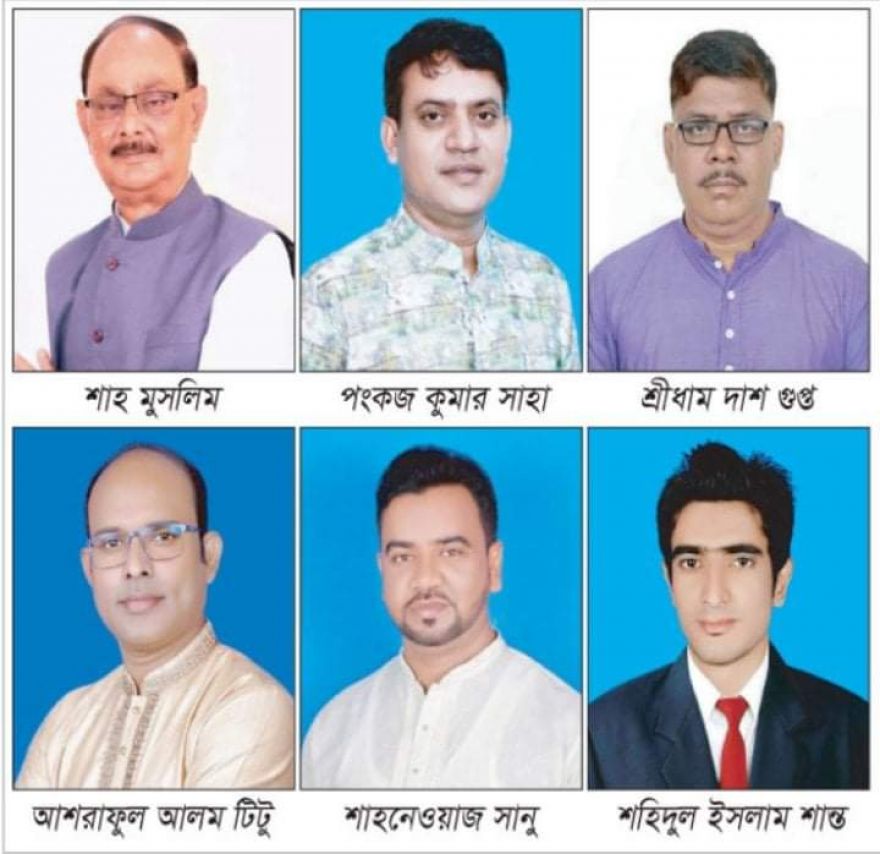 শাহ মুসলিম
পংকজ কুমার সাহা
শ্রীধাম দাশ গুপ্ত
আশরাফুল আলম টিটু
শাহনেওয়াজ সানু
শহিদুল ইসলাম শান্ত